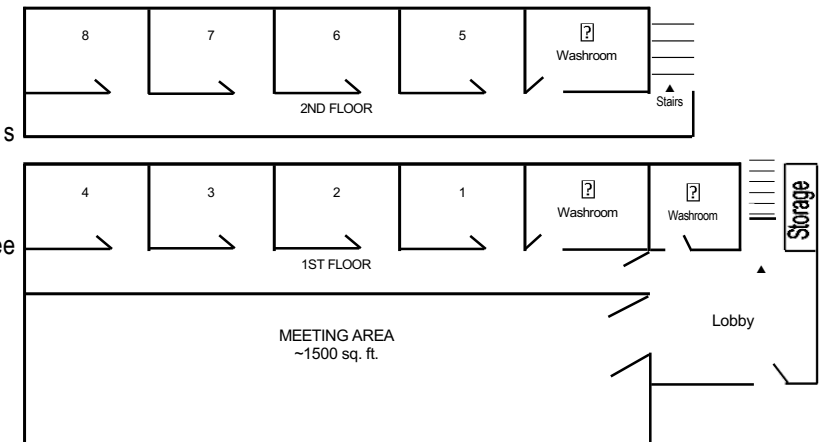 8 7 6 5
Washroom
2ND FLOOR
Stairs
s
4 3 2 1
Washroom
Washroom
Storage
ee
1ST FLOOR
Lobby
MEETING AREA
~1500 sq. ft.